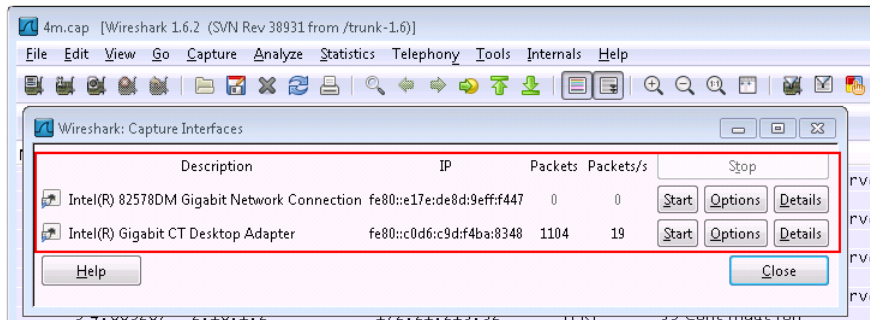 4m.cap [Wireshark 1.6.2 (SVN Rev 38931 from /trunk-1.6)]
File Edit View Go Capture Analyze Statistics Telephony Tools Internals Help
Wireshark: Capture Interfaces
Description IP Packets Packets/s Stop
Intel(R) 82578DM Gigabit Network Connection fe80::e17e:de8d:9eff:f447 0 0 Start Options Details
Intel(R) Gigabit CT Desktop Adapter fe80::c0d6:c9d:f4ba:8348 1104 19 Start Options Details
Help Close